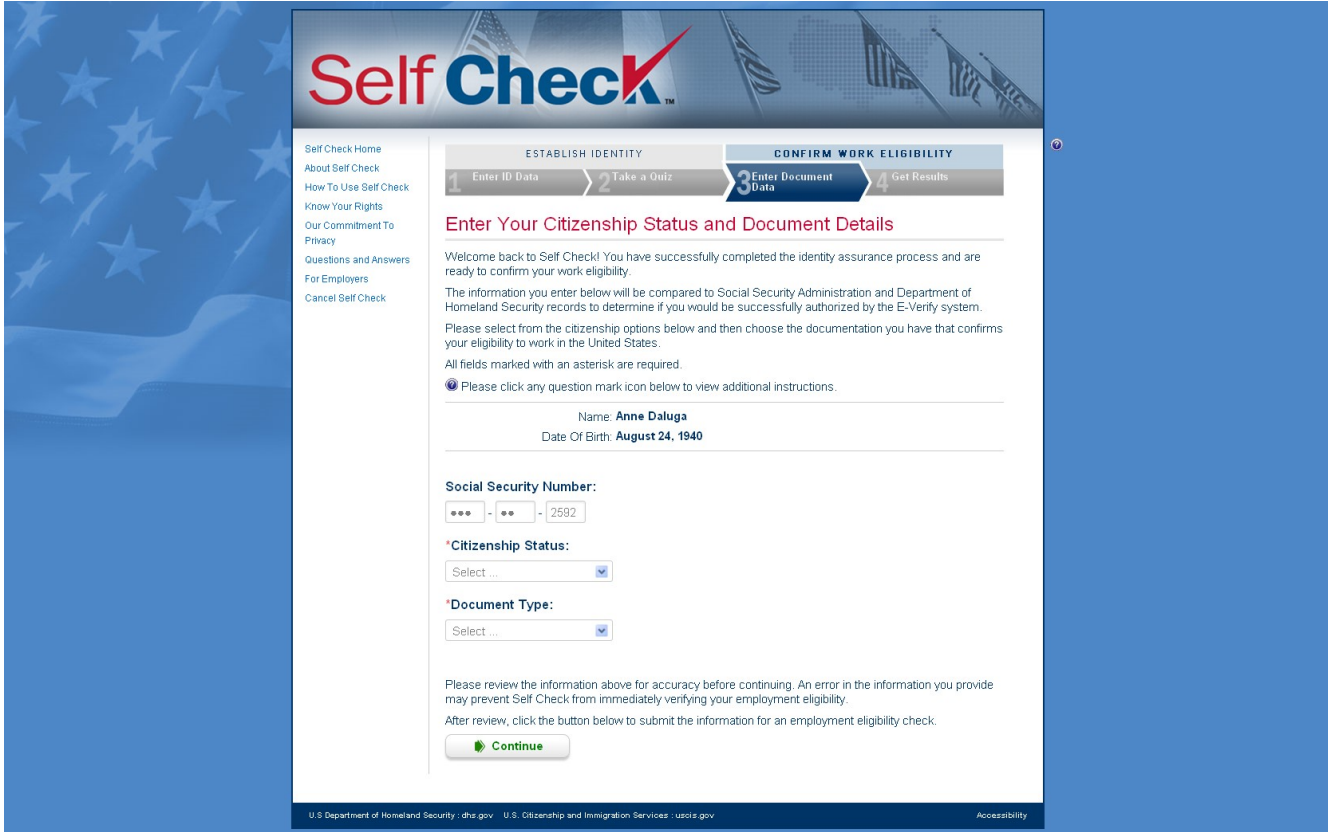 Self Check™
Self Check Home
About Self Check
How To Use Self Check
Know Your Rights
Our Commitment To
Privacy
Questions and Answers
For Employers
Cancel Self Check
ESTABLISH IDENTITY
CONFIRM WORK ELIGIBILITY
1 Enter ID Data
2 Take a Quiz
3 Enter Document
Data
4 Get Results
Enter Your Citizenship Status and Document Details
Welcome back to Self Check! You have successfully completed the identity assurance process and are
ready to confirm your work eligibility.
The information you enter below will be compared to Social Security Administration and Department of
Homeland Security records to determine if you would be successfully authorized by the E-Verify system.
Please select from the citizenship options below and then choose the documentation you have that confirms
your eligibility to work in the United States.
All fields marked with an asterisk are required.
? Please click any question mark icon below to view additional instructions.
Name: Anne Daluga
Date Of Birth: August 24, 1940
Social Security Number:
••• - •• - 2592
*Citizenship Status:
Select ...
*Document Type:
Select ...
Please review the information above for accuracy before continuing. An error in the information you provide
may prevent Self Check from immediately verifying your employment eligibility.
After review, click the button below to submit the information for an employment eligibility check.
Continue
U.S Department of Homeland Security : dhs.gov U.S. Citizenship and Immigration Services : uscis.gov Accessibility